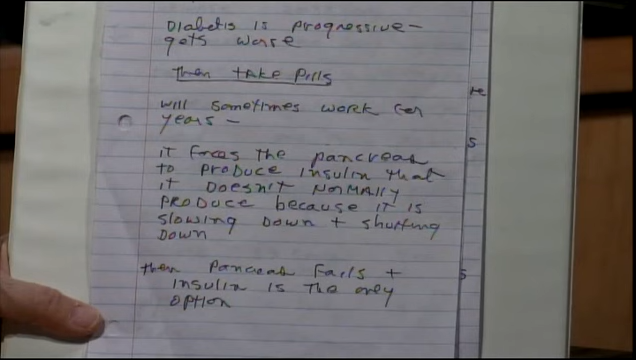 Diabetis is progressive -
gets worse
Then take Pills
will sometimes work for
years -
it forces the pancreas
to produce insulin that
it doesn't normally
produce because it is
slowing down + shutting
down
then Pancreas fails +
insulin is the only
option
re
s
s